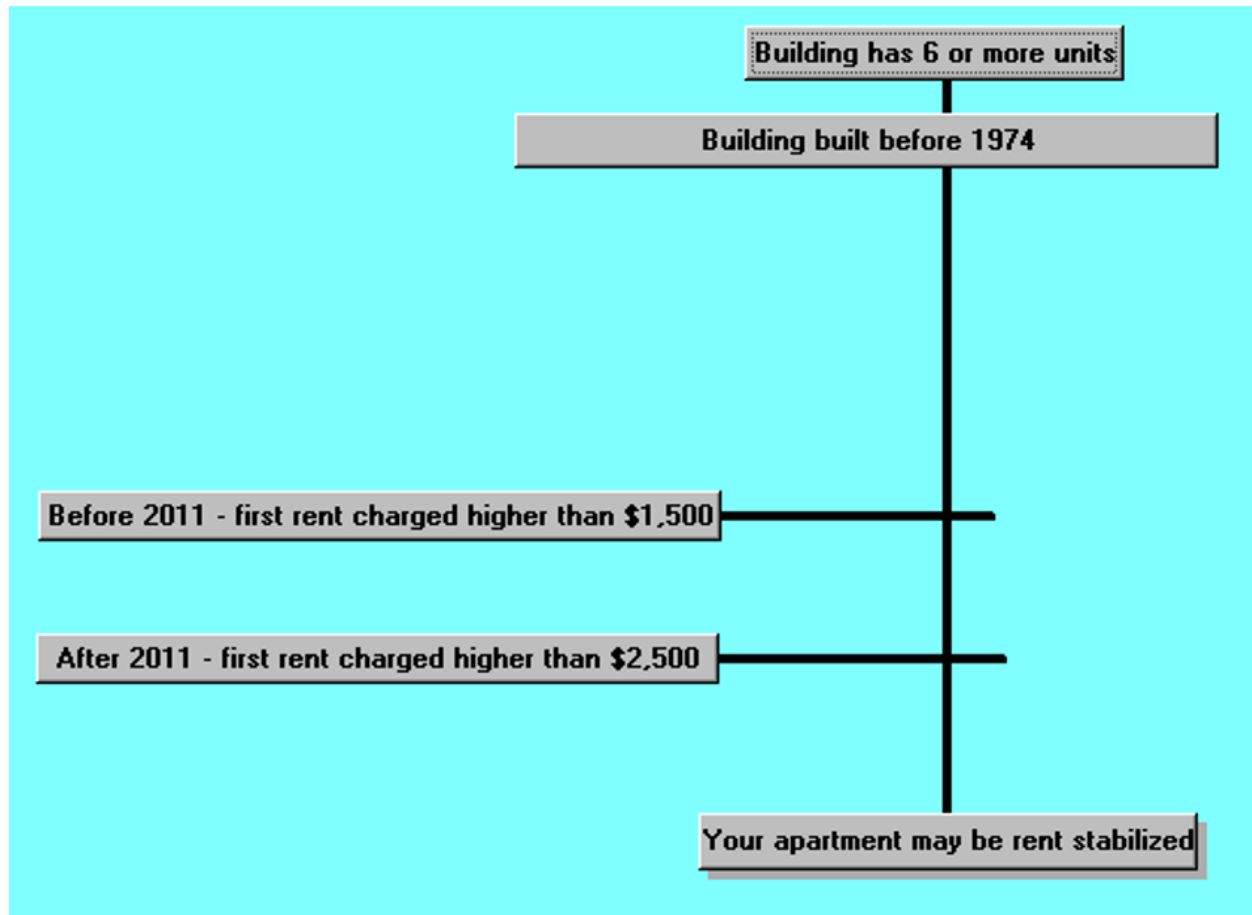 Building has 6 or more units
Building built before 1974
Before 2011 - first rent charged higher than $1,500
After 2011 - first rent charged higher than $2,500
Your apartment may be rent stabilized